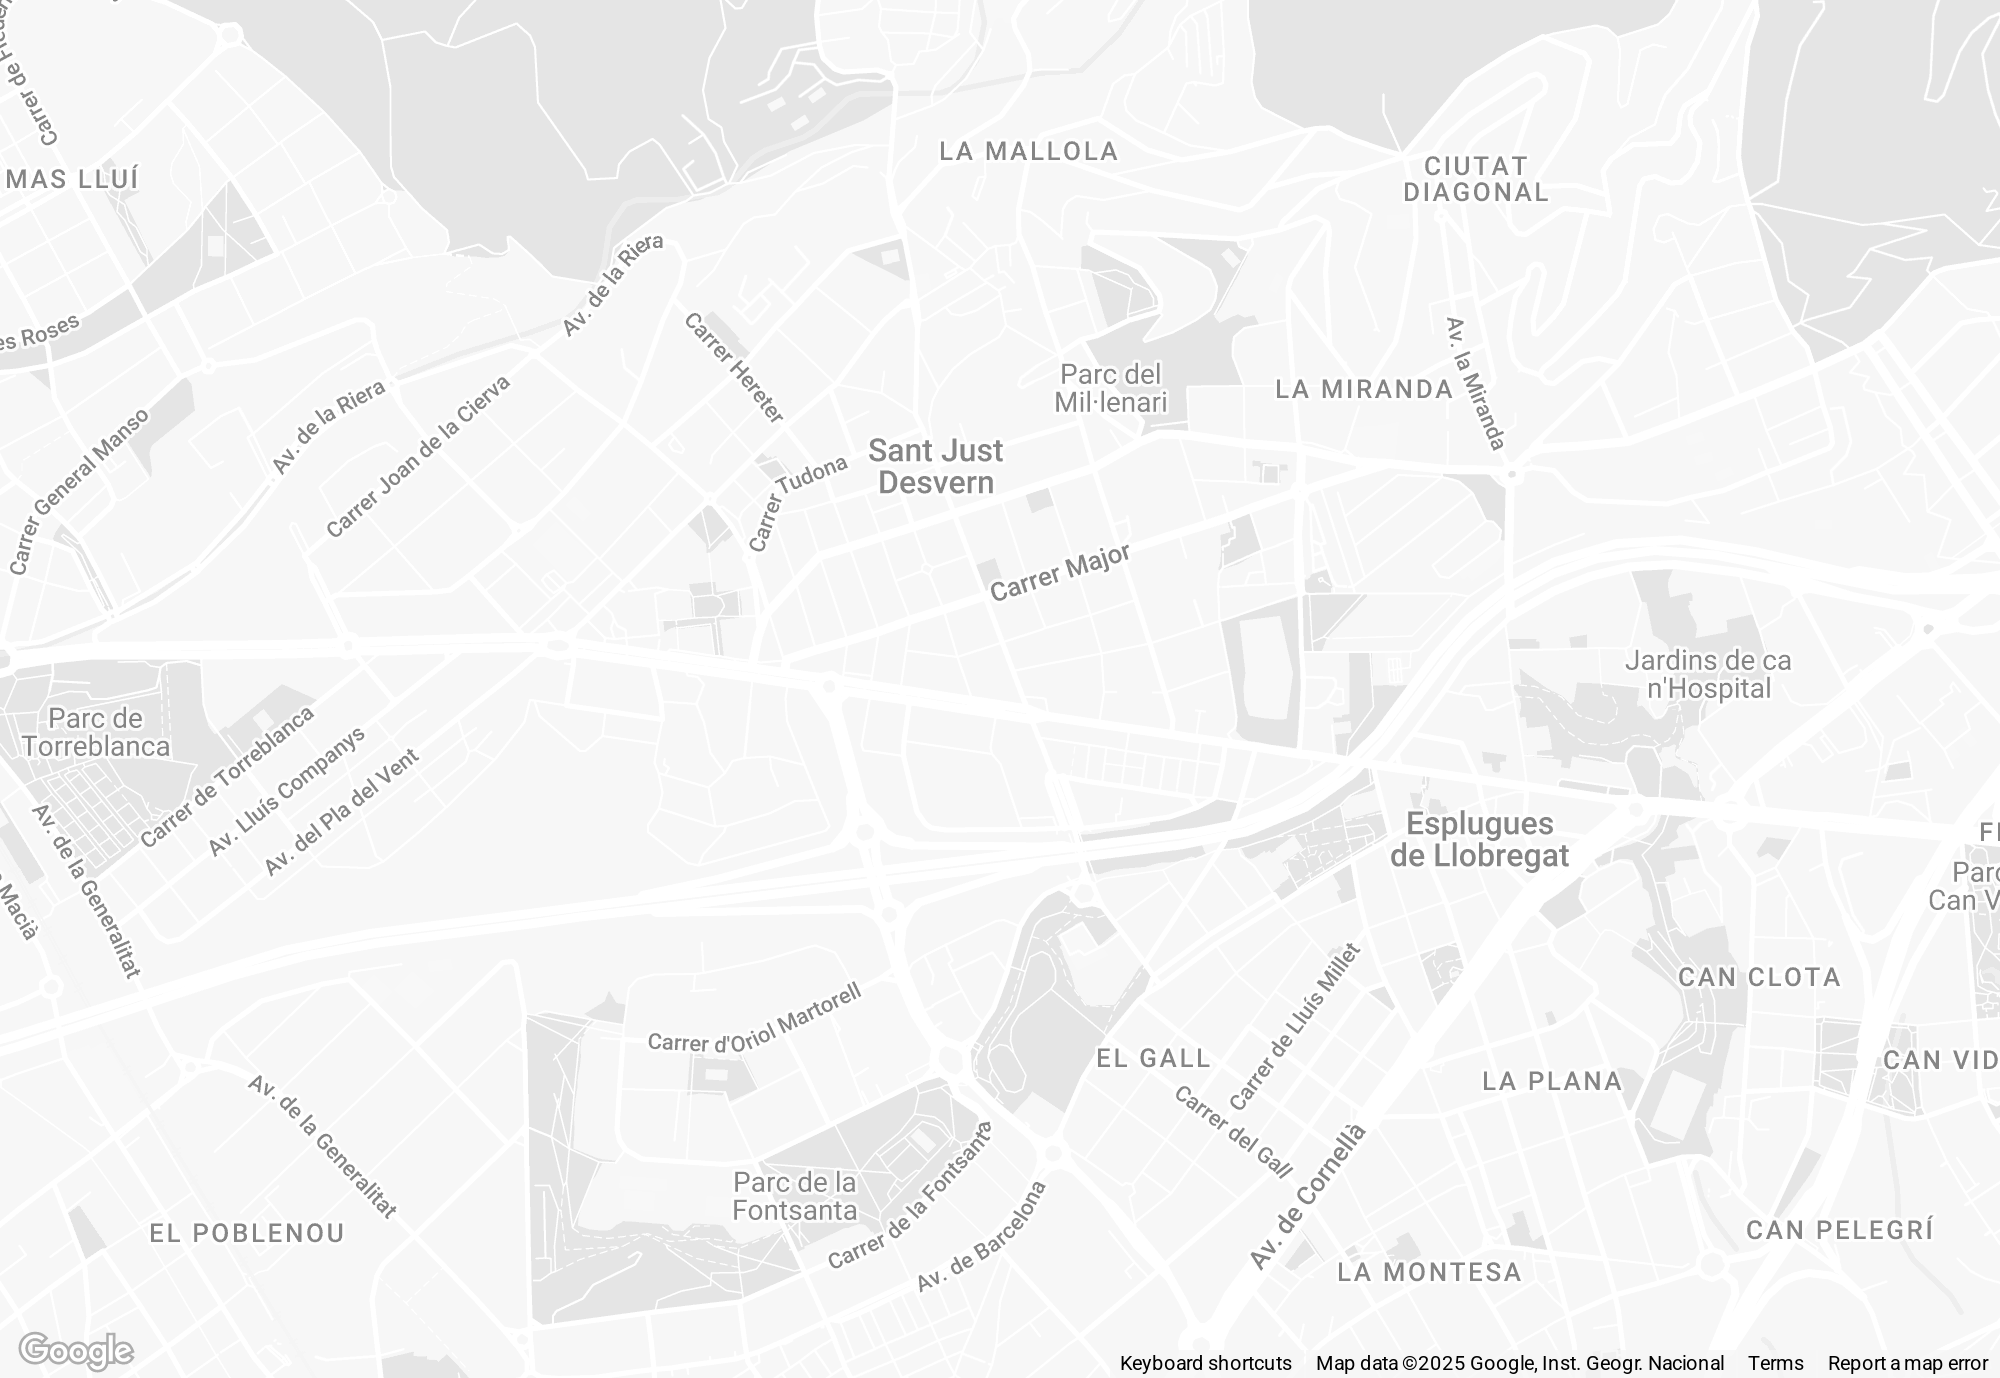 Carrer de
MAS LLUÍ
LA MALLOLA
CIUTAT
DIAGONAL
Av. de la Riera
es Roses
Carrer Hereter
Av. la Miranda
Parc del
Mil·lenari
LA MIRANDA
Av. de la Riera
Carrer Joan de la Cierva
Carrer General Manso
Sant Just
Desvern
Carrer Tudona
Carrer Major
Jardins de ca
n'Hospital
Parc de
Torreblanca
Carrer de Torreblanca
Av. Lluís Companys
Av. del Pla del Vent
Av. de la Generalitat
Macià
Esplugues
de Llobregat
Parc
Can V
CAN CLOTA
Carrer de Lluís Millet
Carrer d'Oriol Martorell
EL GALL
CAN VID
LA PLANA
Av. de la Generalitat
Carrer del Gall
Av. de Cornellà
Parc de la
Fontsanta
Carrer de la Fontsanta
Av. de Barcelona
EL POBLENOU
CAN PELEGRÍ
LA MONTESA
Google
Keyboard shortcuts
Map data ©2025 Google, Inst. Geogr. Nacional
Terms
Report a map error